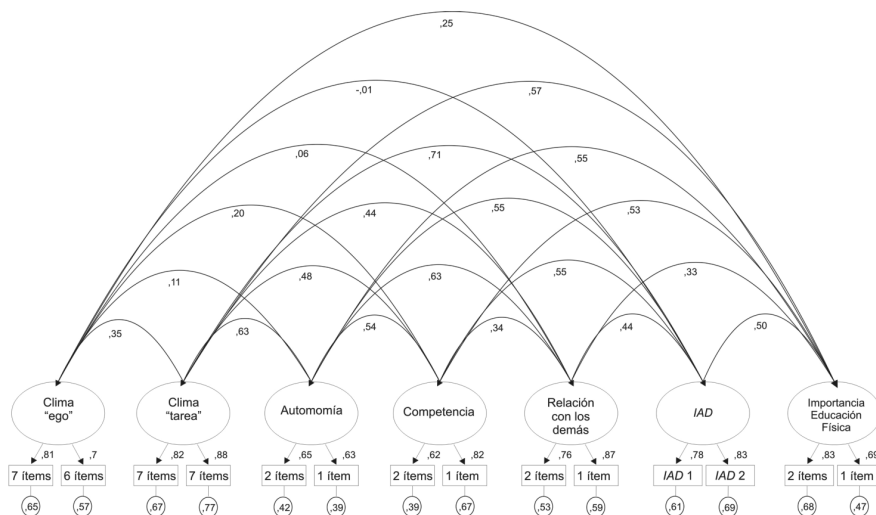 ,25
-,01
,57
,06
,71
,55
,20
,44
,55
,53
,11
,48
,63
,55
,33
,35
,63
,54
,34
,44
,50
Clima
“ego”
Clima
“tarea”
Automomía
Competencia
Relación
con los
demás
IAD
Importancia
Educación
Física
,81 ,7 ,82 ,88 ,65 ,63 ,62 ,82 ,76 ,87 ,78 ,83 ,83 ,69
7 ítems 6 ítems 7 ítems 7 ítems 2 ítems 1 ítem 2 ítems 1 ítem 2 ítems 1 ítem IAD 1 IAD 2 2 ítems 1 ítem
,65 ,57 ,67 ,77 ,42 ,39 ,39 ,67 ,53 ,59 ,61 ,69 ,68 ,47